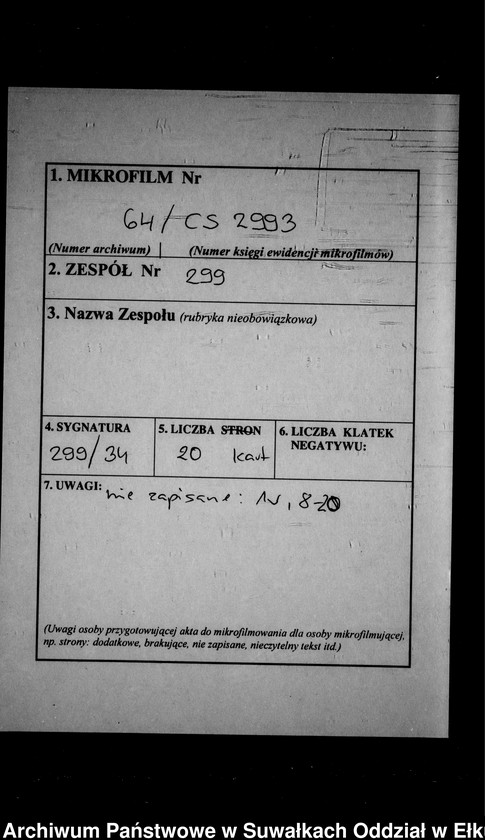 1. MIKROFILM Nr
64/CS 2993
(Numer archiwum) | (Numer księgi ewidencji mikrofilmów)
2. ZESPÓŁ Nr 299
3. Nazwa Zespołu (rubryka nieobowiązkowa)
4. SYGNATURA
299/34
5. LICZBA STRON
20 kart
6. LICZBA KLATEK
NEGATYWU:
7. UWAGI: nie zapisane: 1v, 8-20
(Uwagi osoby przygotowującej akta do mikrofilmowania dla osoby mikrofilmującej,
np. strony: dodatkowe, brakujące, nie zapisane, nieczytelny tekst itd.)
Archiwum Państwowe w Suwałkach Oddział w Ełk